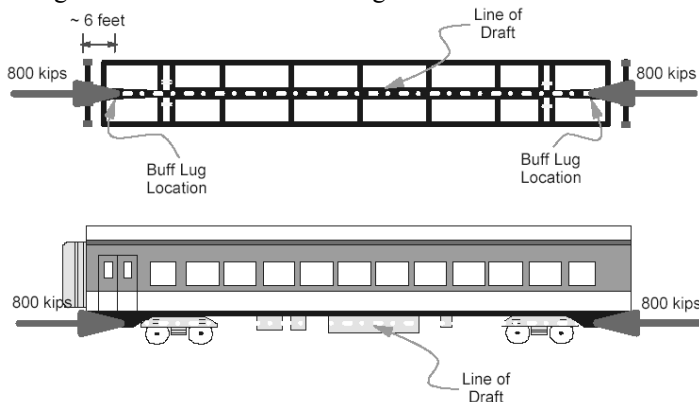 ~ 6 feet
Line of
Draft
800 kips
800 kips
Buff Lug
Location
Buff Lug
Location
800 kips
800 kips
Line of
Draft